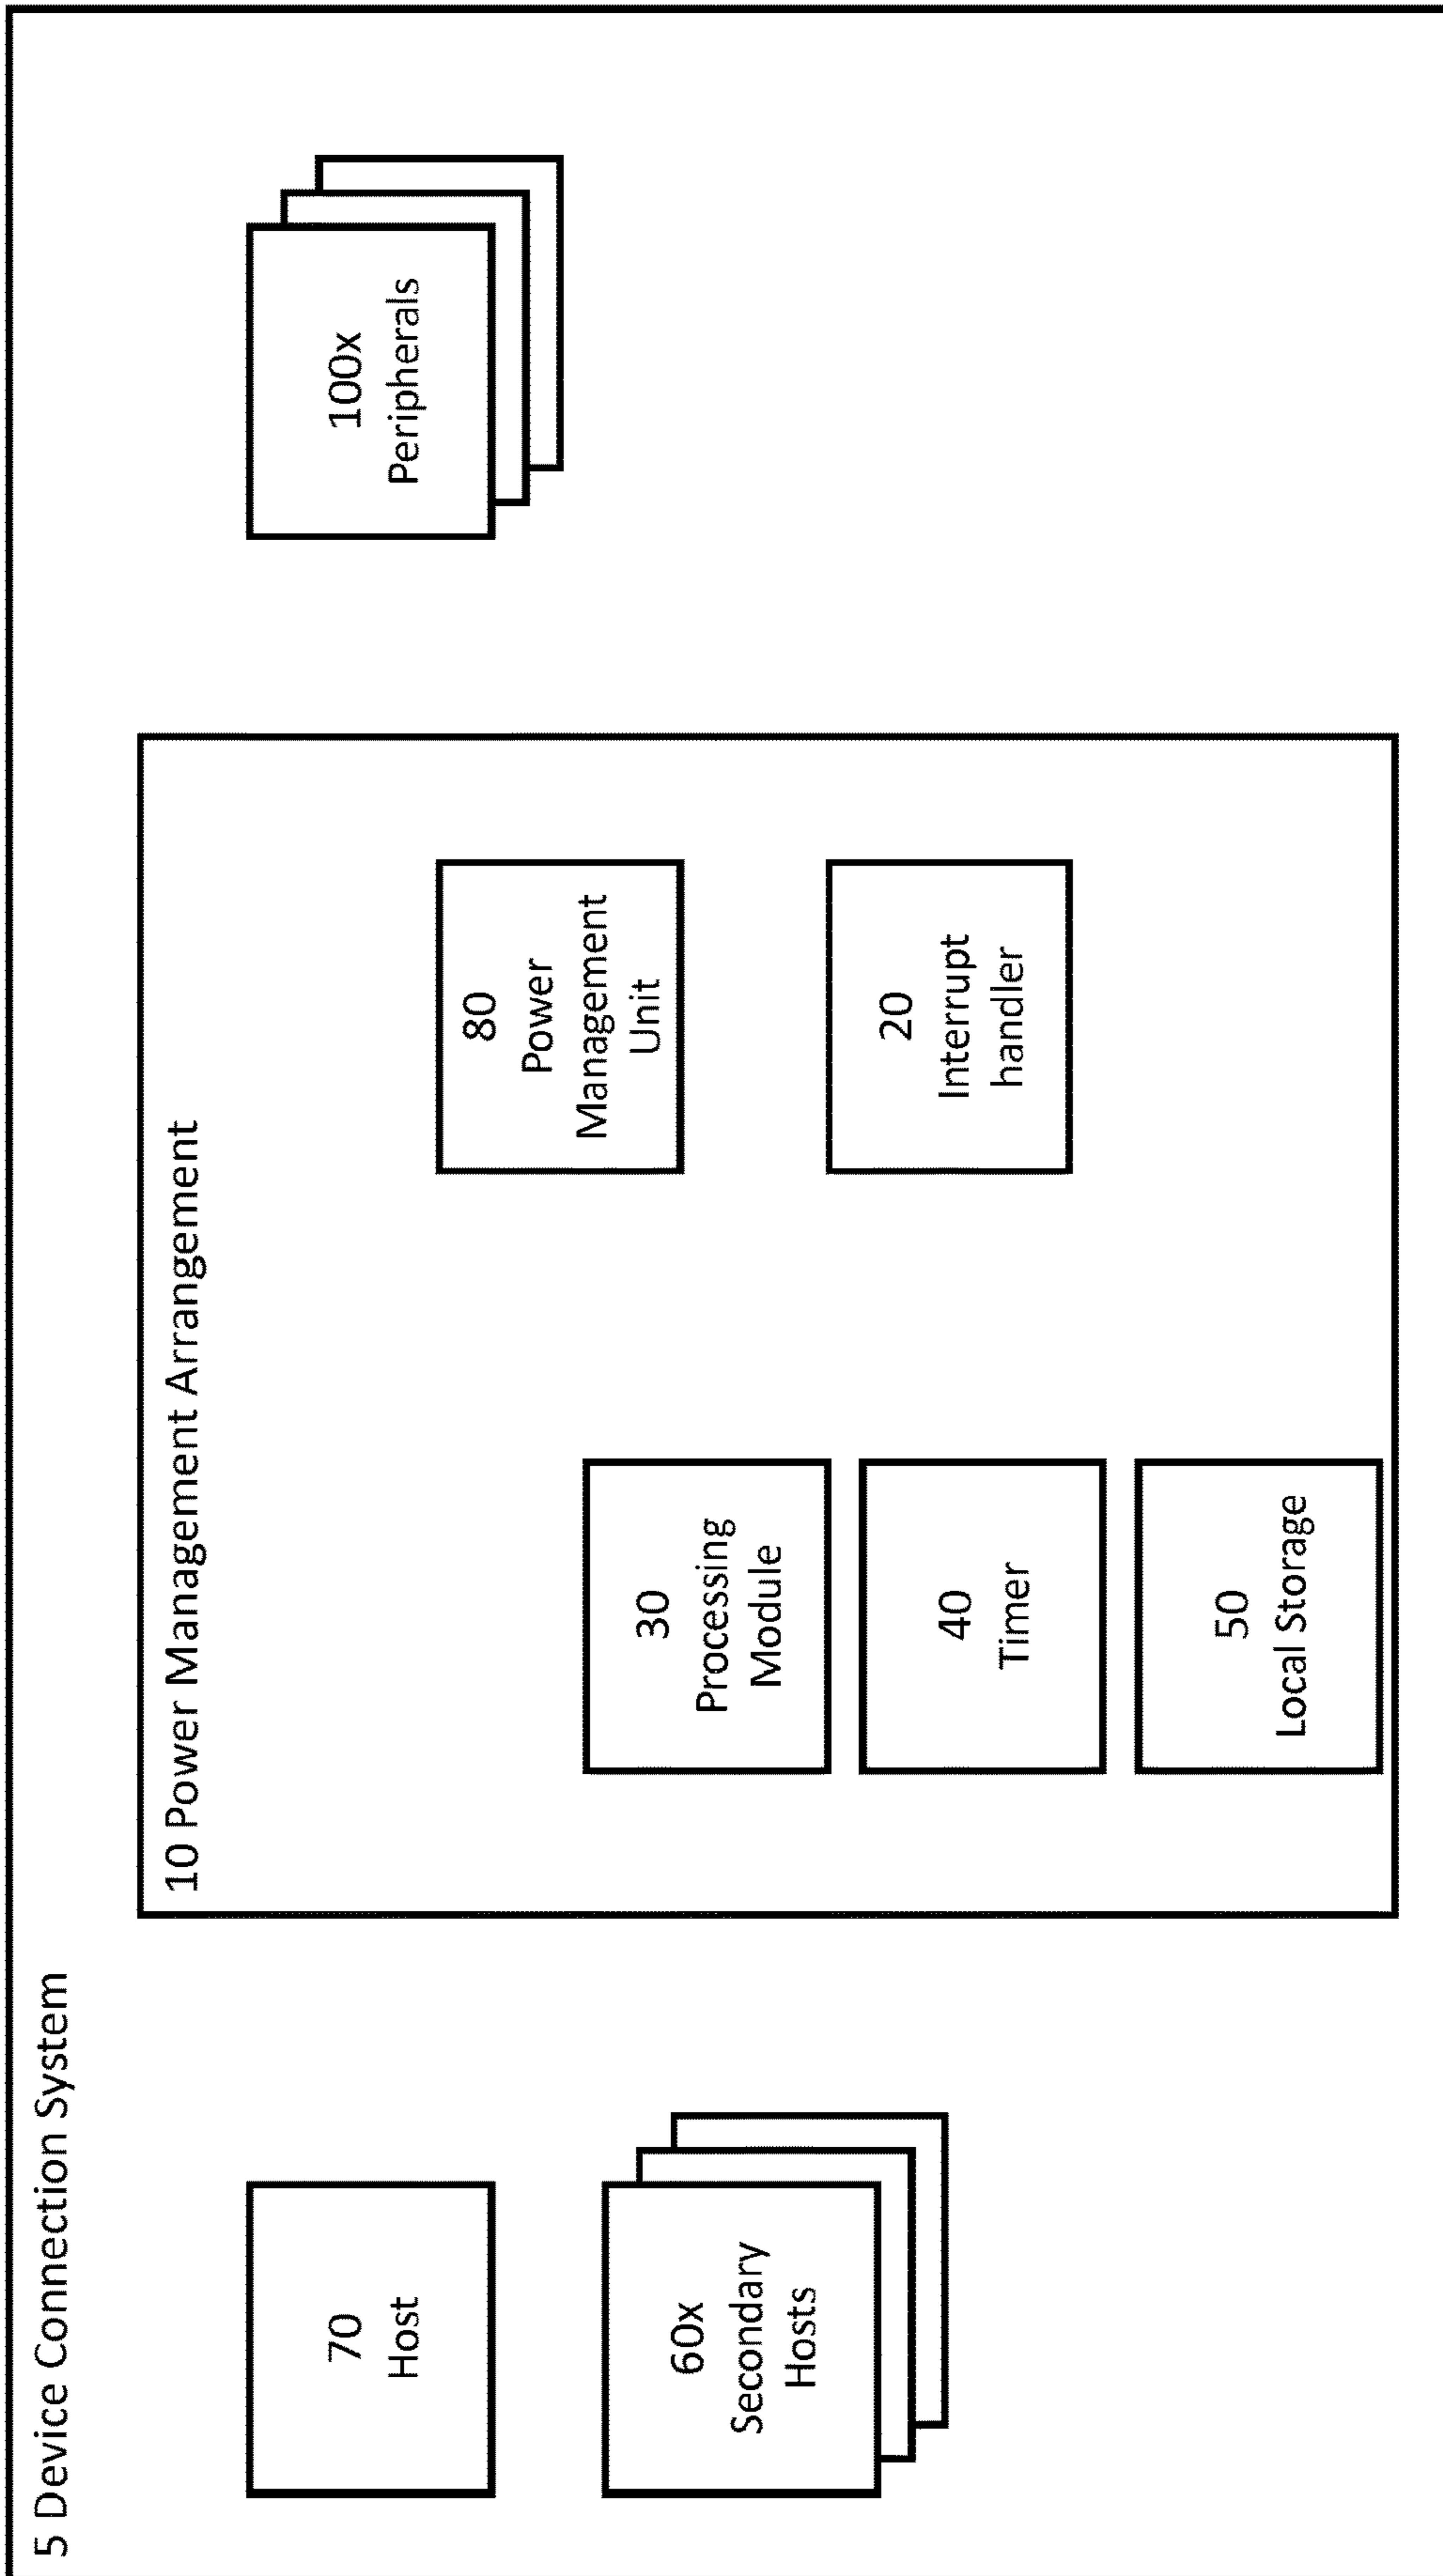 5 Device Connection System
70
Host
60x
Secondary
Hosts
10 Power Management Arrangement
30
Processing
Module
40
Timer
50
Local Storage
80
Power
Management
Unit
20
Interrupt
handler
100x
Peripherals